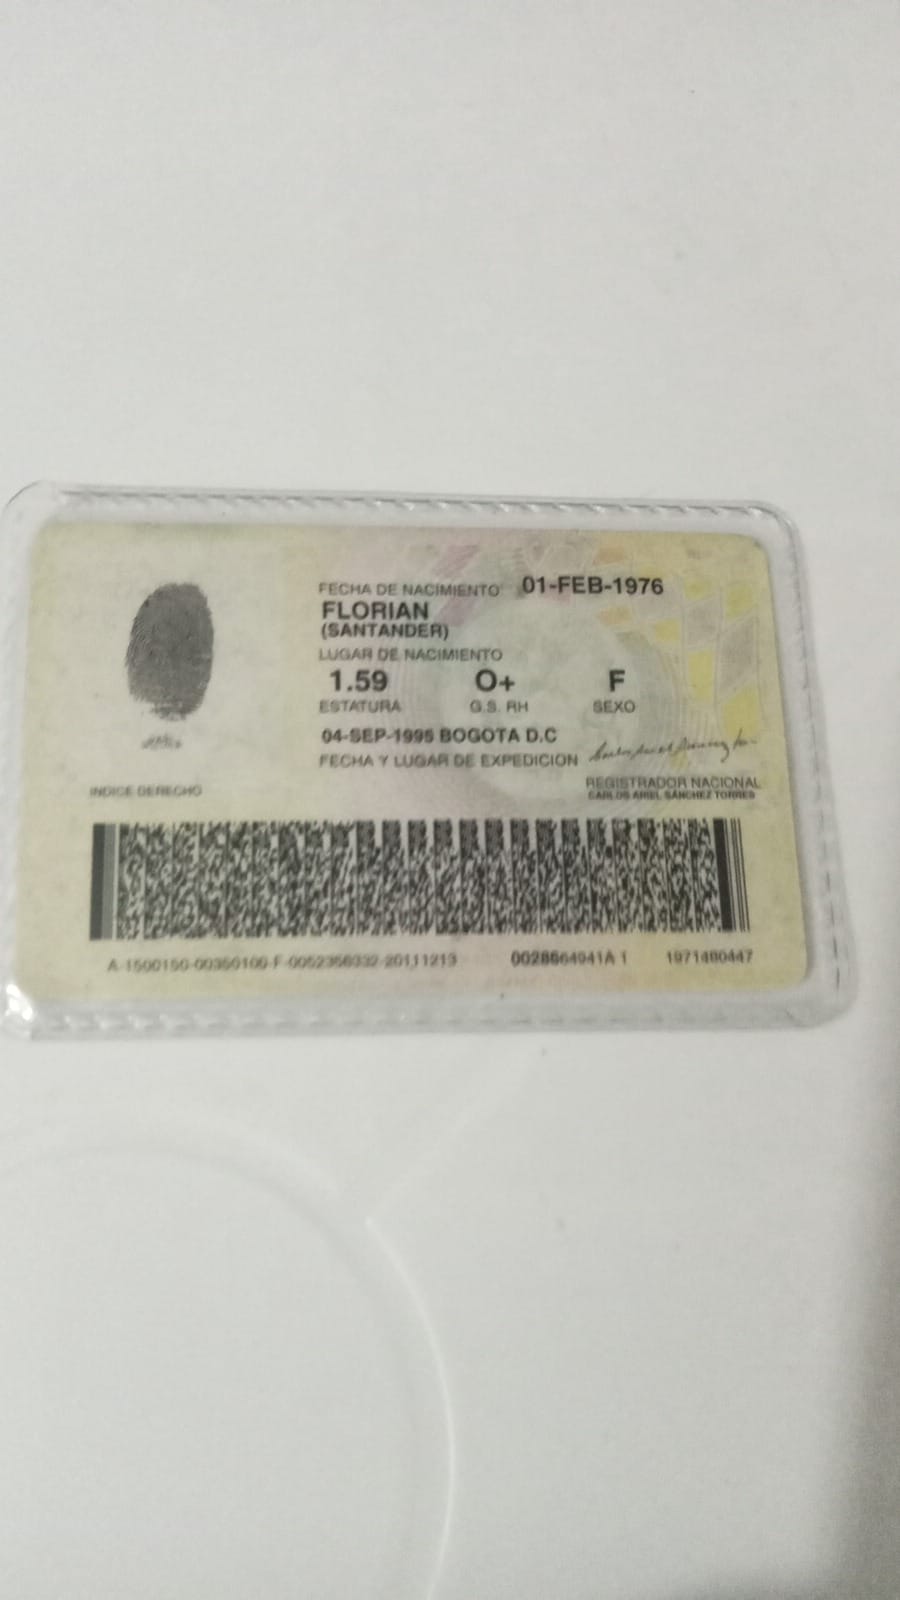 FECHA DE NACIMIENTO 01-FEB-1976
FLORIAN
(SANTANDER)
LUGAR DE NACIMIENTO
1.59 O+ F
ESTATURA G.S. RH SEXO
04-SEP-1995 BOGOTA D.C
FECHA Y LUGAR DE EXPEDICION
INDICE DERECHO
REGISTRADOR NACIONAL
CARLOS ARIEL SÁNCHEZ TORRES
A-1500150-00350100-F-0052356332-20111213 0028664941A 1 1971480447